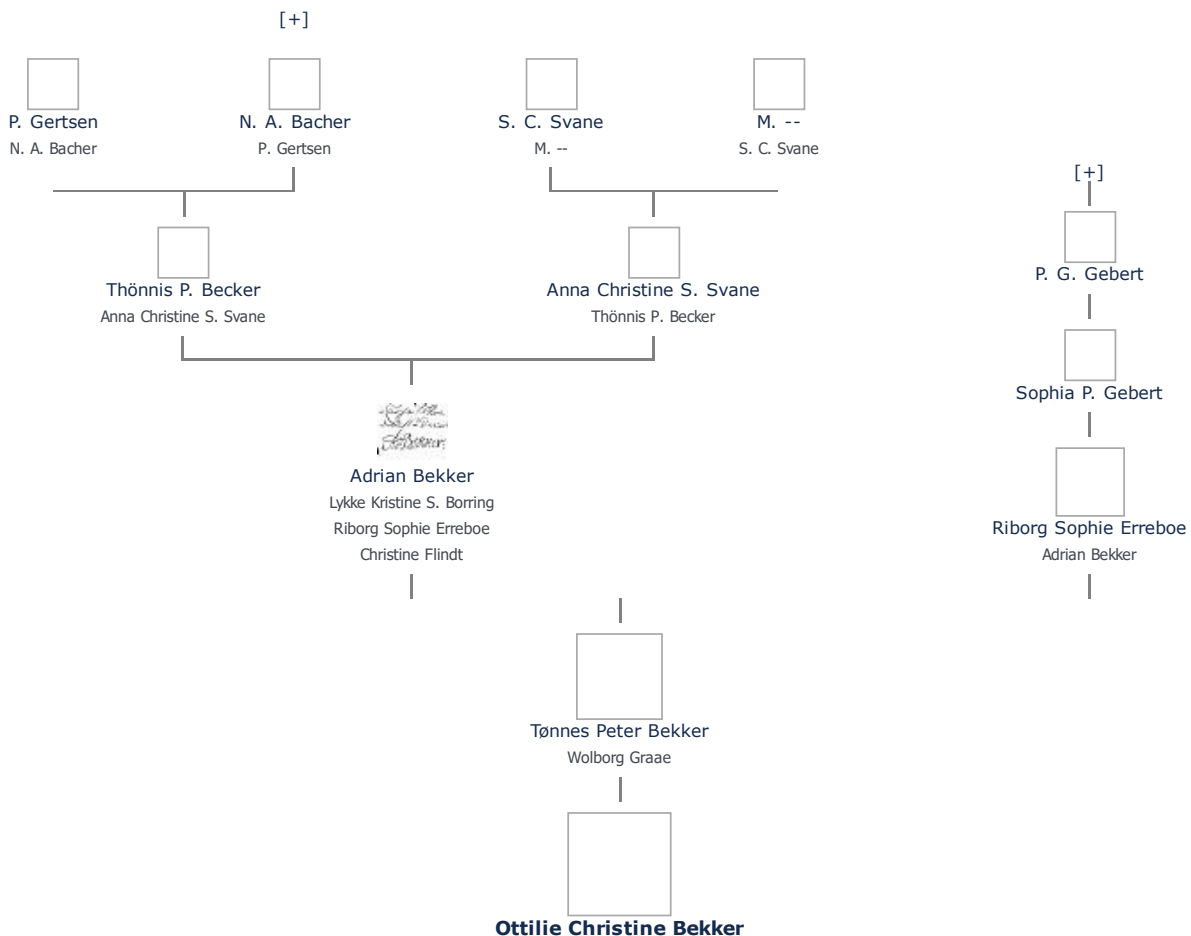 [+]
P. Gertsen
N. A. Bacher
N. A. Bacher
P. Gertsen
S. C. Svane
M. --
M. --
S. C. Svane
[+]
P. G. Gebert
Thönnis P. Becker
Anna Christine S. Svane
Anna Christine S. Svane
Thönnis P. Becker
Sophia P. Gebert
Adrian Bekker
Lykke Kristine S. Borring
Riborg Sophie Erreboe
Christine Flindt
Riborg Sophie Erreboe
Adrian Bekker
Tønnes Peter Bekker
Wolborg Graae
Ottilie Christine Bekker